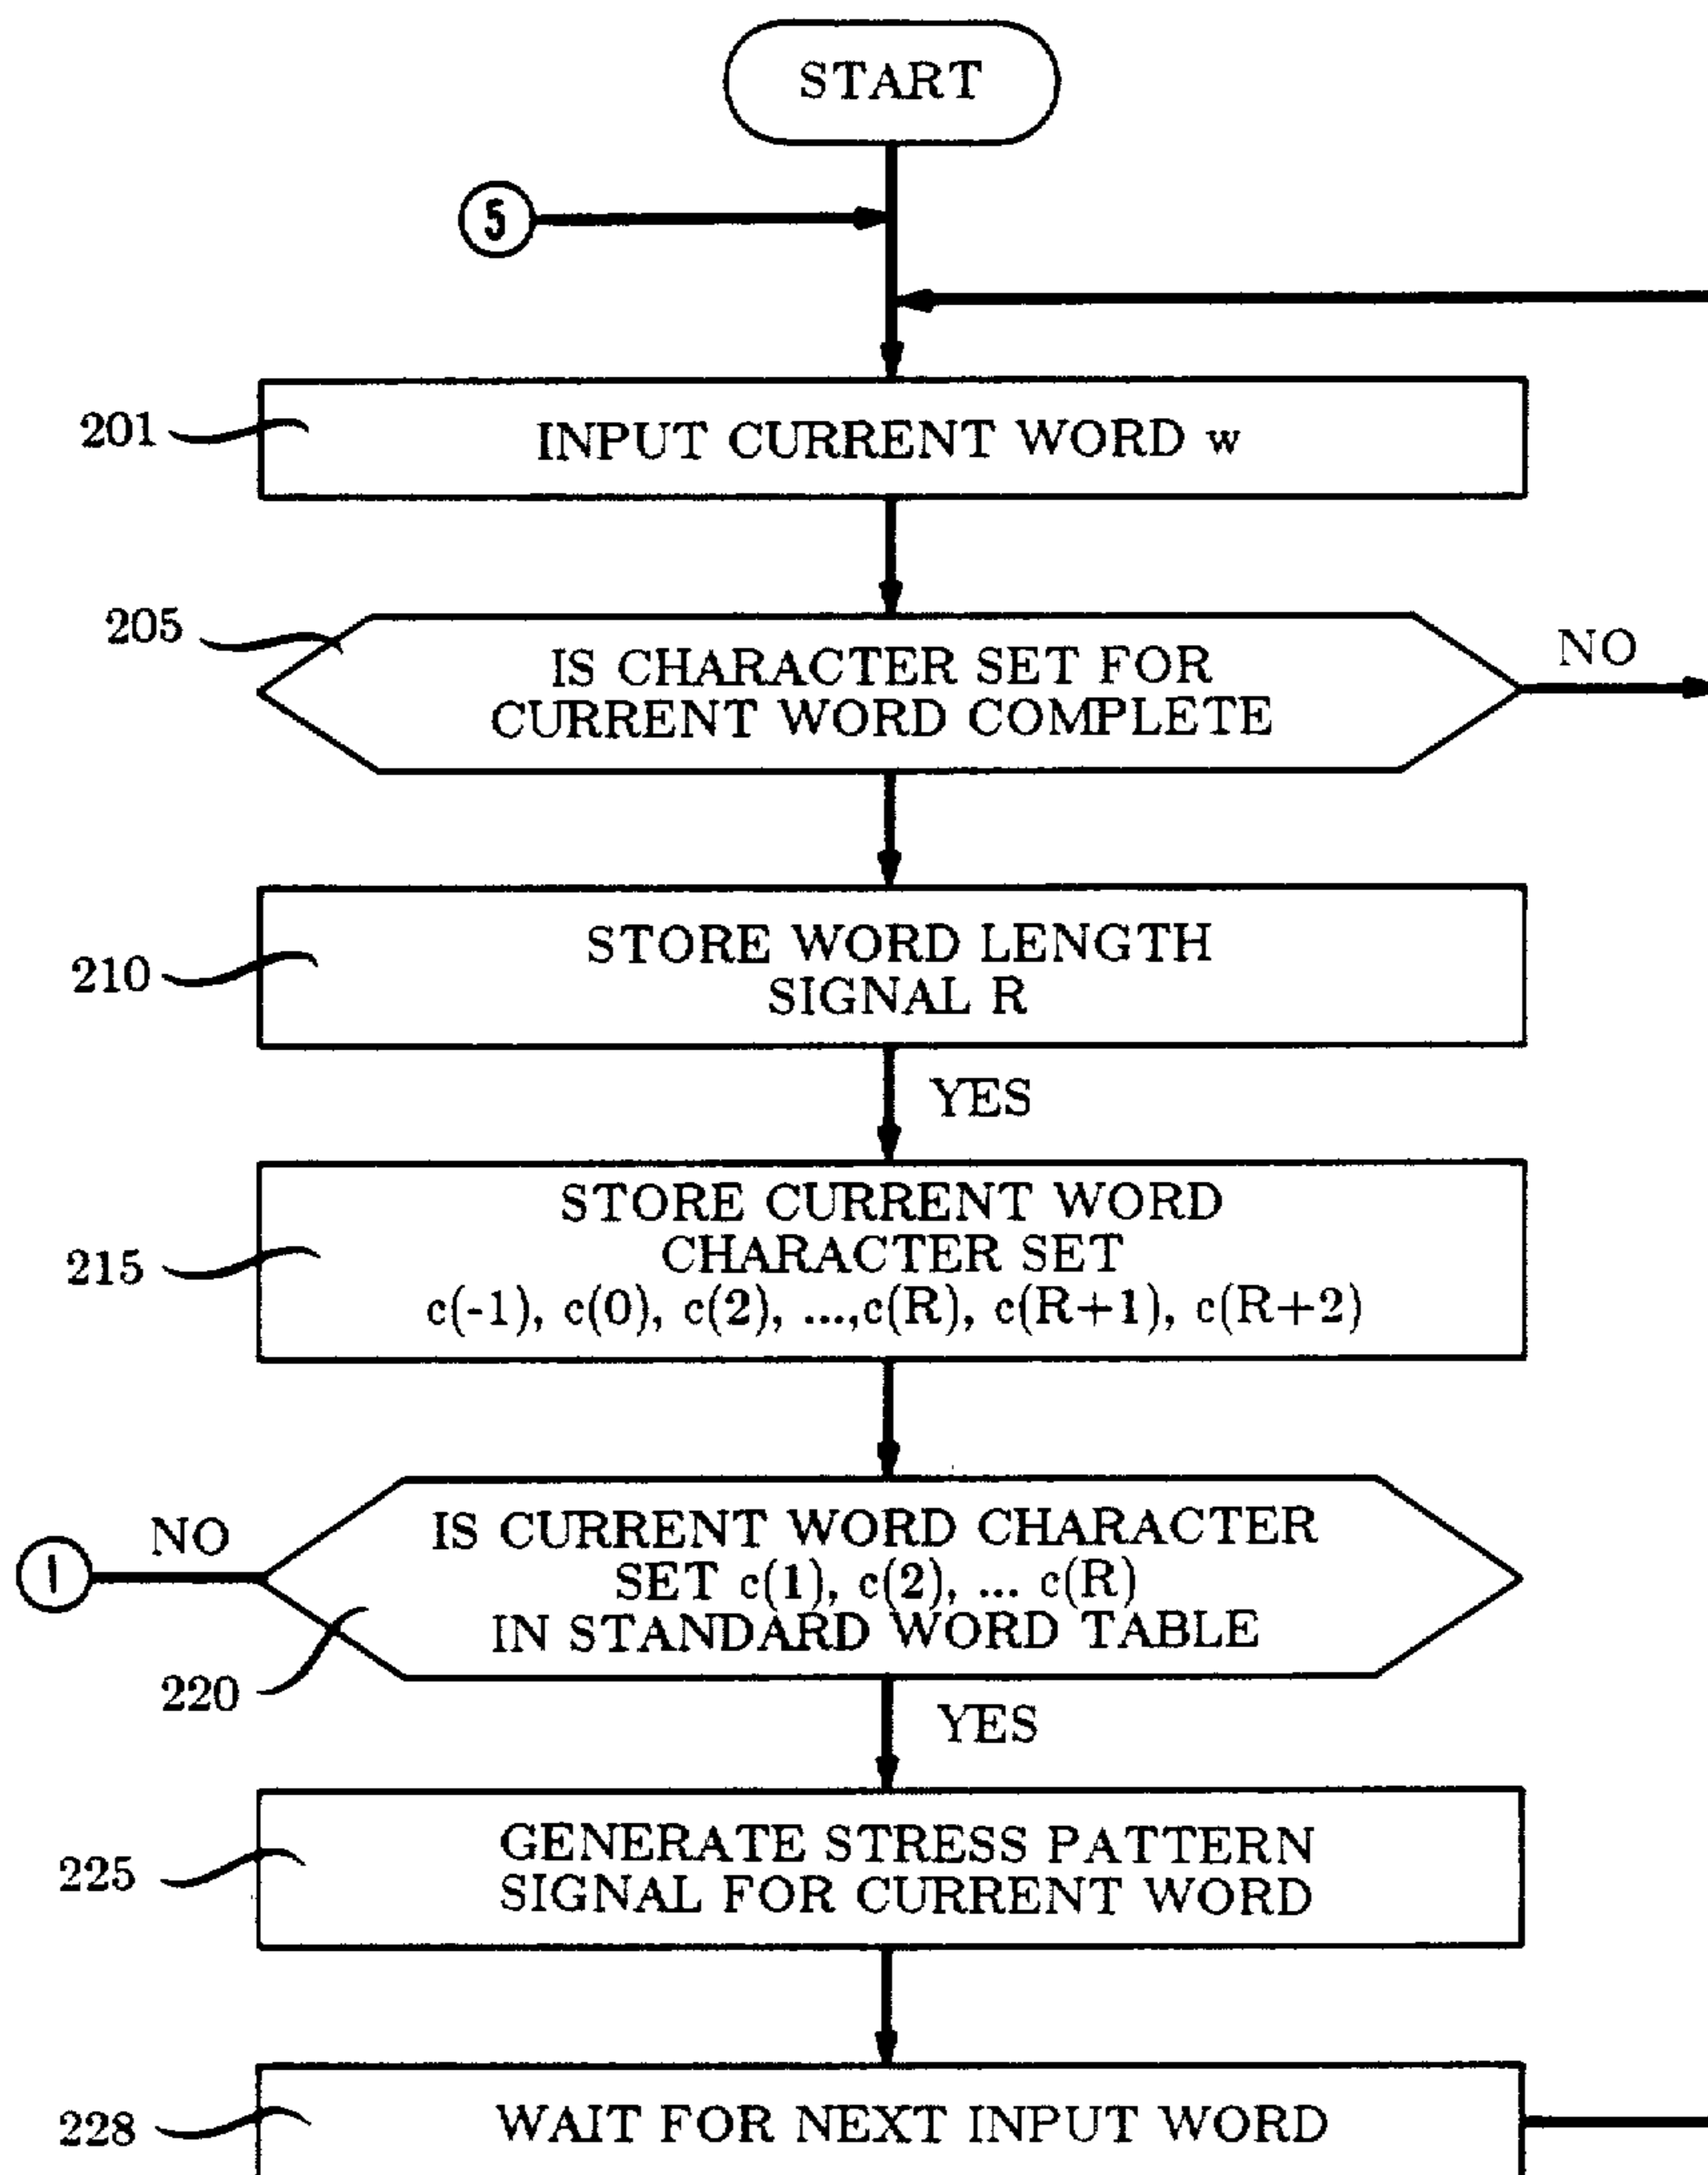 START
5
201
INPUT CURRENT WORD w
205
IS CHARACTER SET FOR
CURRENT WORD COMPLETE
NO
210
STORE WORD LENGTH
SIGNAL R
YES
215
STORE CURRENT WORD
CHARACTER SET
c(-1), c(0), c(2), ...,c(R), c(R+1), c(R+2)
1
NO
IS CURRENT WORD CHARACTER
SET c(1), c(2), ... c(R)
IN STANDARD WORD TABLE
220
YES
225
GENERATE STRESS PATTERN
SIGNAL FOR CURRENT WORD
228
WAIT FOR NEXT INPUT WORD